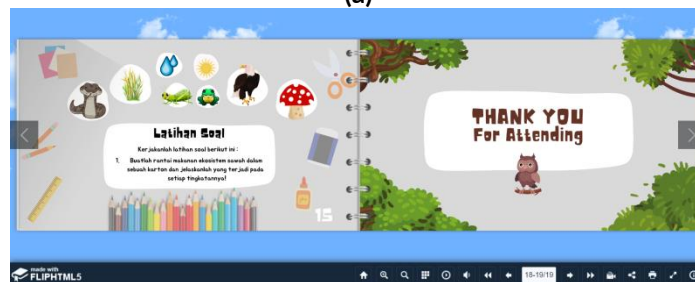 (a)
Latihan Soal
Kerjakanlah latihan soal berikut ini :
1. Buatlah rantai makanan ekosistem sawah dalam
sebuah karton dan jelaskanlah yang terjadi pada
setiap tingkatannya!
15
THANK YOU
For Attending
made with
FLIPHTML5
18-19/19